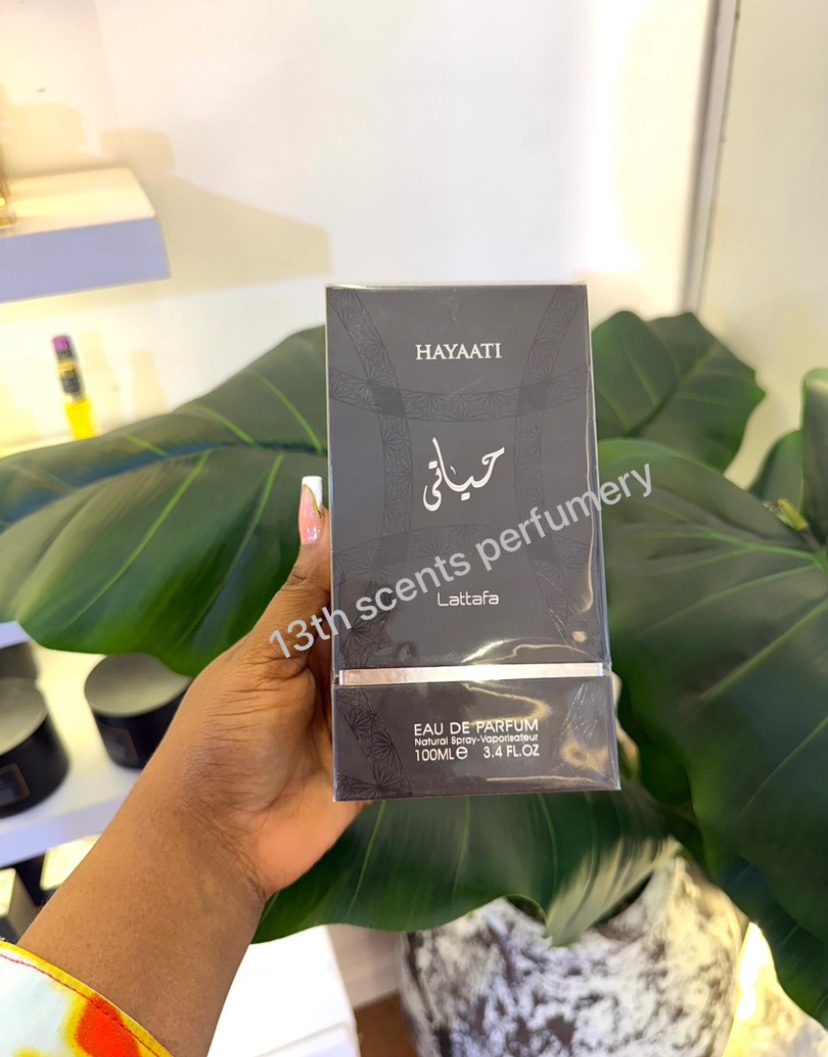 HAYAATI
حياتي
Lattafa
13th scents perfumery
EAU DE PARFUM
Natural Spray-Vaporisateur
100ML℮ 3.4 FL.OZ